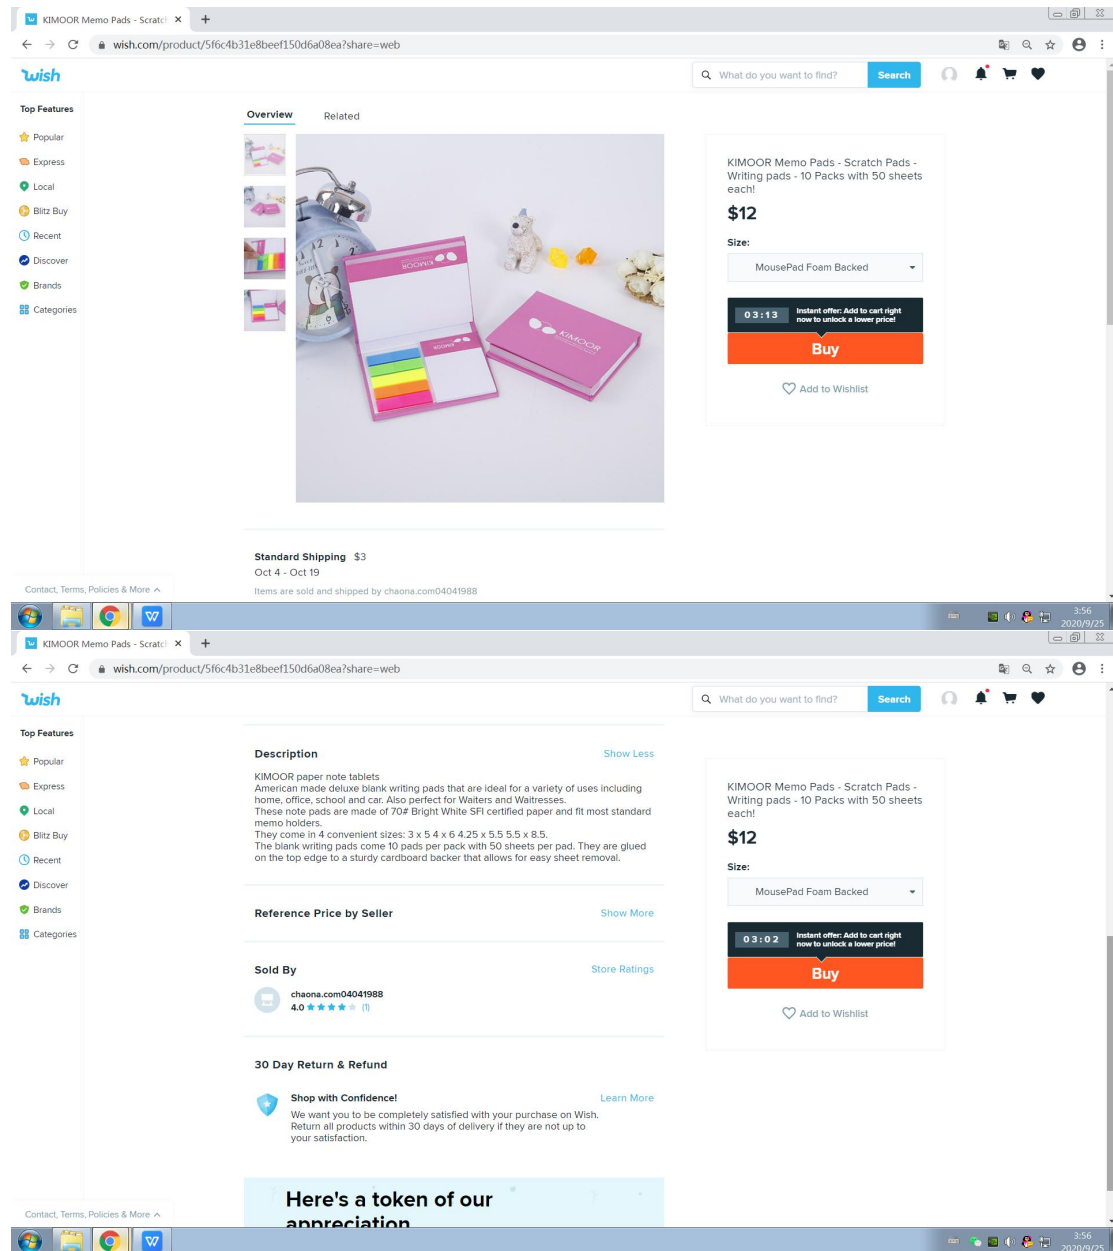 KIMOOR Memo Pads - Scratch
wish.com/product/5f6c4b31e8beef150d6a08ea?share=web
wish
What do you want to find?
Search
Top Features
Popular
Express
Local
Blitz Buy
Recent
Discover
Brands
Categories
Overview
Related
KIMOOR
KIMOOR
KIMOOR
KIMOOR Memo Pads - Scratch Pads -
Writing pads - 10 Packs with 50 sheets
each!
$12
Size:
MousePad Foam Backed
03:13
Instant offer: Add to cart right
now to unlock a lower price!
Buy
Add to Wishlist
Standard Shipping $3
Oct 4 - Oct 19
Items are sold and shipped by chaona.com04041988
Contact, Terms, Policies & More
3:56
2020/9/25
KIMOOR Memo Pads - Scratch
wish.com/product/5f6c4b31e8beef150d6a08ea?share=web
wish
What do you want to find?
Search
Top Features
Popular
Express
Local
Blitz Buy
Recent
Discover
Brands
Categories
Description
Show Less
KIMOOR paper note tablets
American made deluxe blank writing pads that are ideal for a variety of uses including
home, office, school and car. Also perfect for Waiters and Waitresses.
These note pads are made of 70# Bright White SFI certified paper and fit most standard
memo holders.
They come in 4 convenient sizes: 3 x 5 4 x 6 4.25 x 5.5 5.5 x 8.5.
The blank writing pads come 10 pads per pack with 50 sheets per pad. They are glued
on the top edge to a sturdy cardboard backer that allows for easy sheet removal.
Reference Price by Seller
Show More
Sold By
Store Ratings
chaona.com04041988
4.0 (1)
30 Day Return & Refund
Shop with Confidence!
Learn More
We want you to be completely satisfied with your purchase on Wish.
Return all products within 30 days of delivery if they are not up to
your satisfaction.
Here's a token of our
appreciation
KIMOOR Memo Pads - Scratch Pads -
Writing pads - 10 Packs with 50 sheets
each!
$12
Size:
MousePad Foam Backed
03:02
Instant offer: Add to cart right
now to unlock a lower price!
Buy
Add to Wishlist
Contact, Terms, Policies & More
3:56
2020/9/25